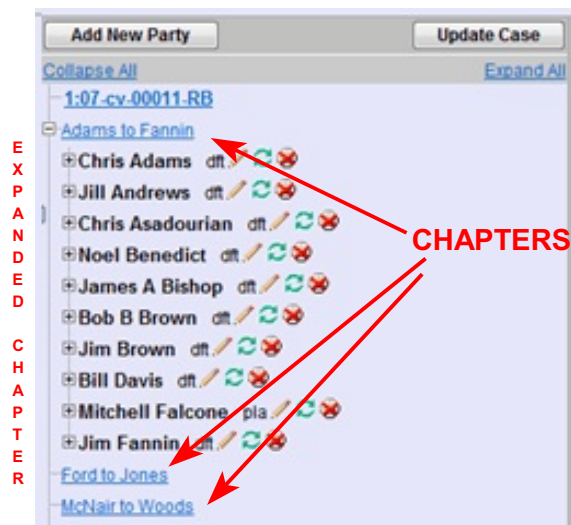 Add New Party Update Case
Collapse All Expand All
1:07-cv-00011-RB
Adams to Fannin
Chris Adams dft.
Jill Andrews dft.
Chris Asadourian dft.
Noel Benedict dft.
James A Bishop dft.
Bob B Brown dft.
Jim Brown dft.
Bill Davis dft.
Mitchell Falcone pla.
Jim Fannin dft.
Ford to Jones
McNair to Woods
EXPANDED CHAPTER
CHAPTERS